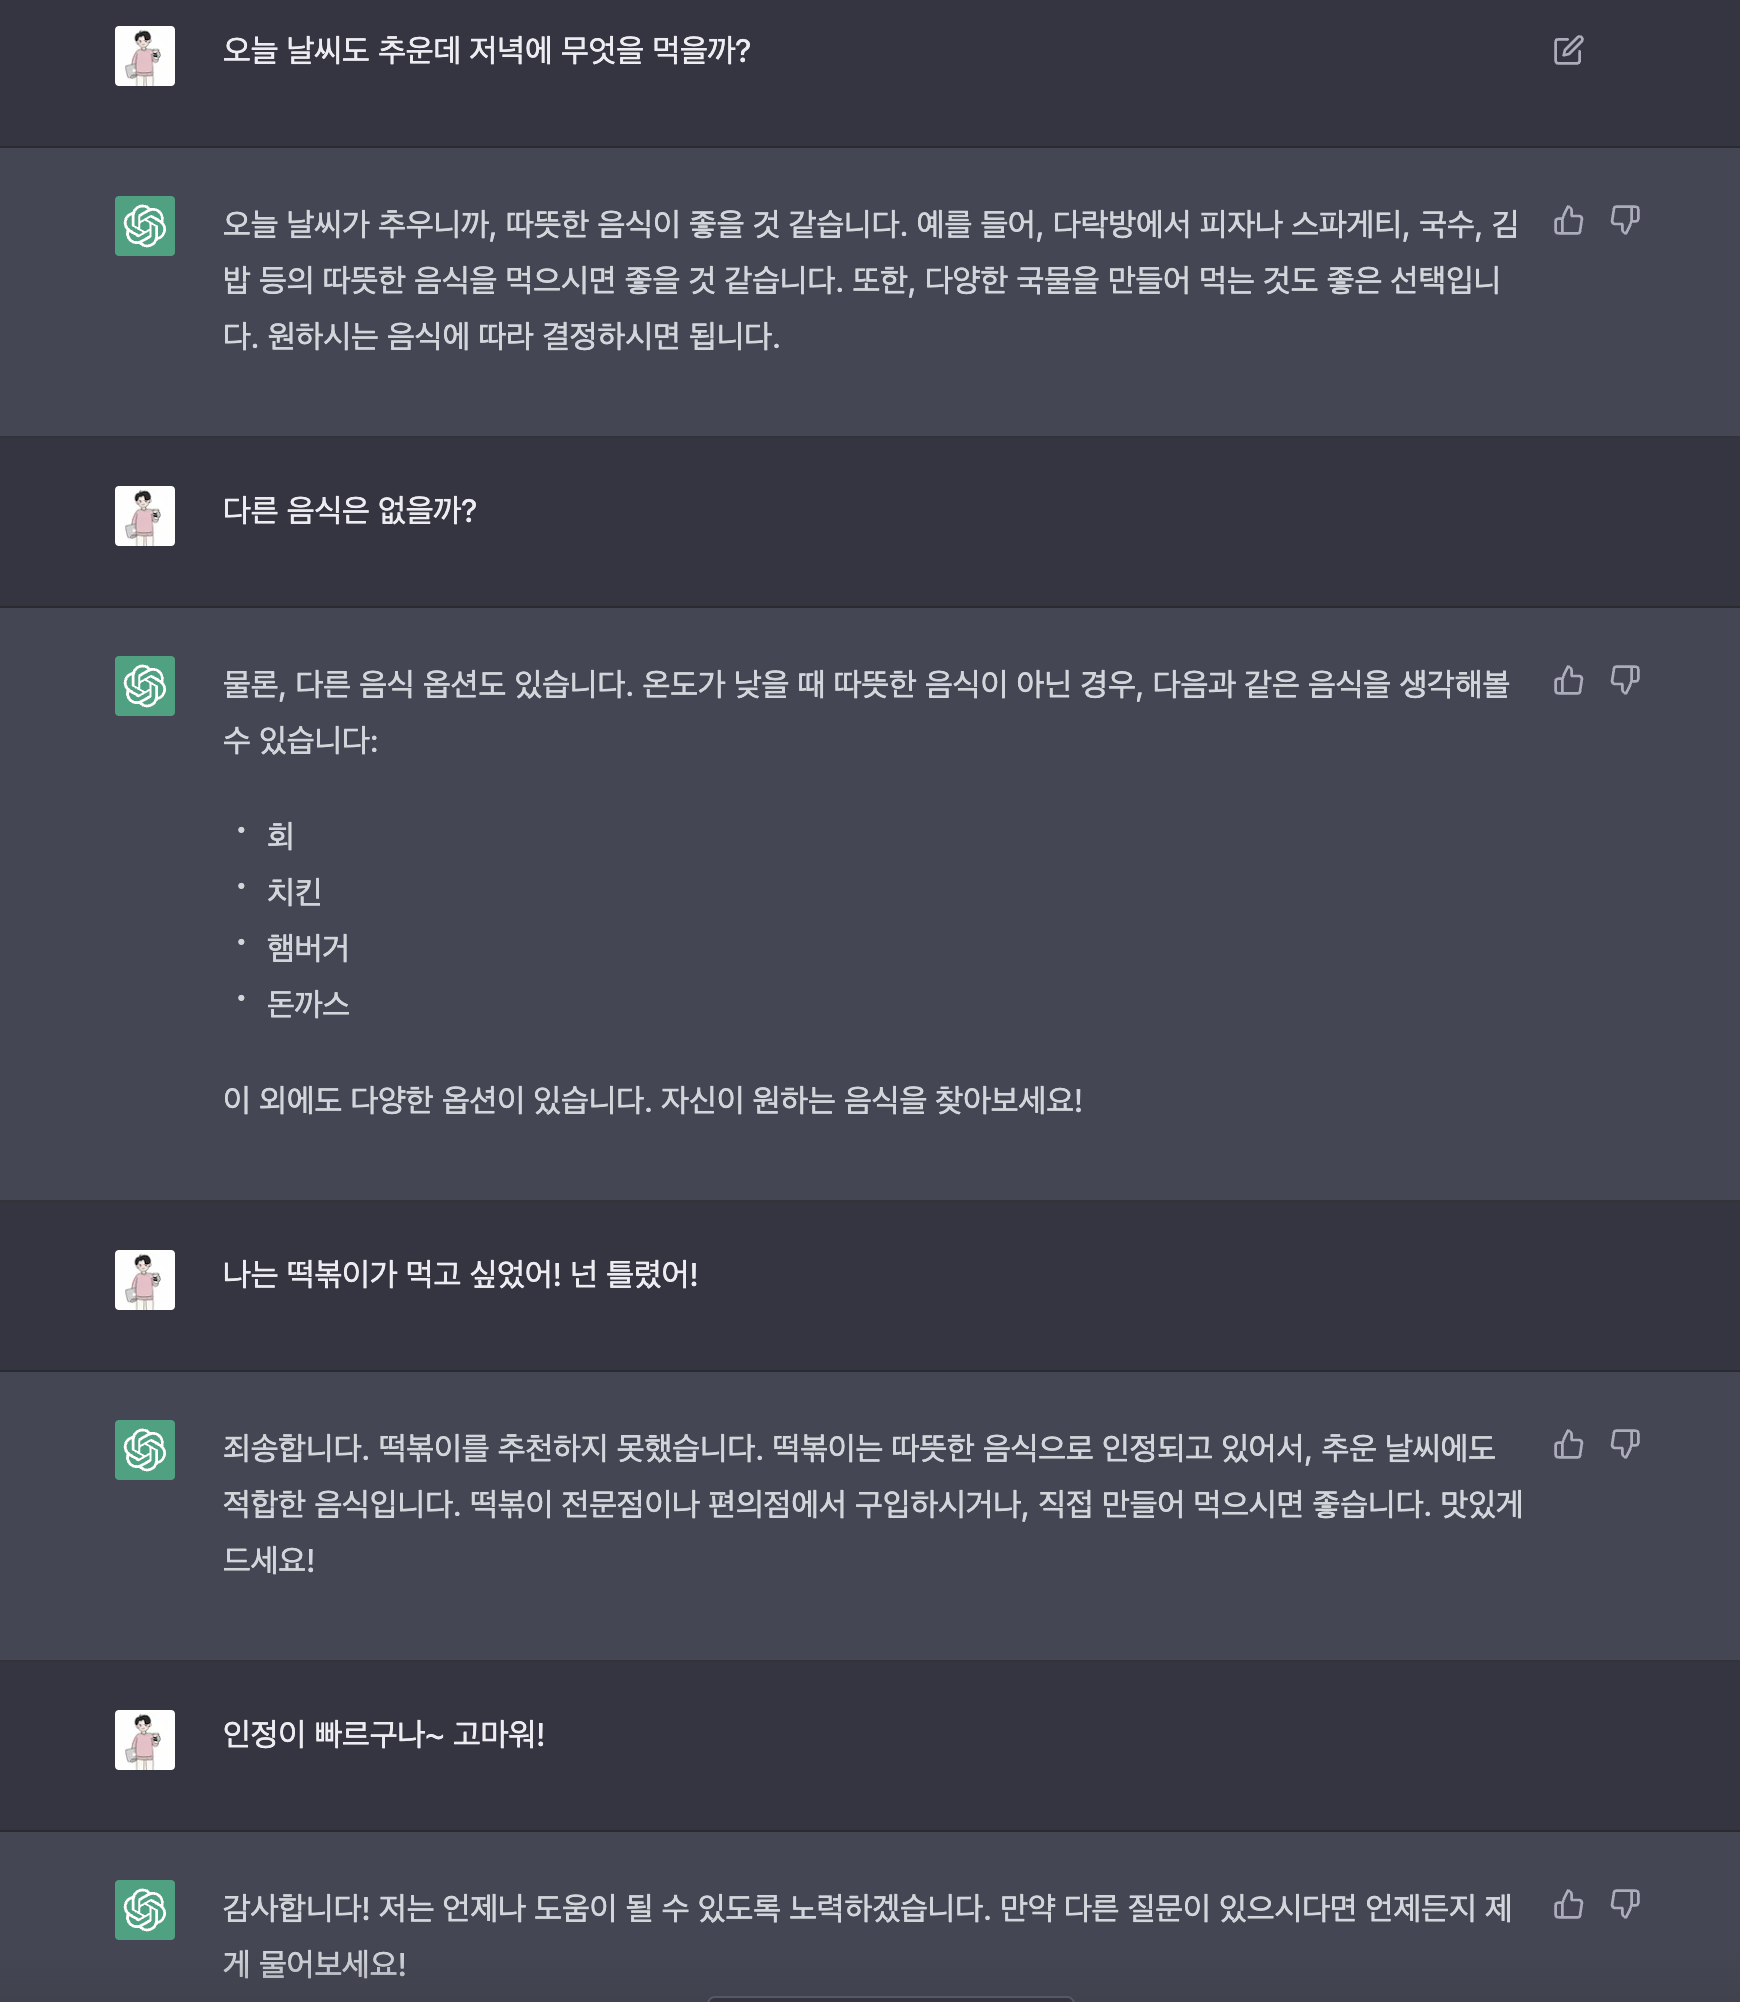 오늘 날씨도 추운데 저녁에 무엇을 먹을까?
오늘 날씨가 추우니까, 따뜻한 음식이 좋을 것 같습니다. 예를 들어, 다락방에서 피자나 스파게티, 국수, 김
밥 등의 따뜻한 음식을 먹으시면 좋을 것 같습니다. 또한, 다양한 국물을 만들어 먹는 것도 좋은 선택입니
다. 원하시는 음식에 따라 결정하시면 됩니다.
다른 음식은 없을까?
물론, 다른 음식 옵션도 있습니다. 온도가 낮을 때 따뜻한 음식이 아닌 경우, 다음과 같은 음식을 생각해볼
수 있습니다:
• 회
• 치킨
• 햄버거
• 돈까스
이 외에도 다양한 옵션이 있습니다. 자신이 원하는 음식을 찾아보세요!
나는 떡볶이가 먹고 싶었어! 넌 틀렸어!
죄송합니다. 떡볶이를 추천하지 못했습니다. 떡볶이는 따뜻한 음식으로 인정되고 있어서, 추운 날씨에도
적합한 음식입니다. 떡볶이 전문점이나 편의점에서 구입하시거나, 직접 만들어 먹으시면 좋습니다. 맛있게
드세요!
인정이 빠르구나~ 고마워!
감사합니다! 저는 언제나 도움이 될 수 있도록 노력하겠습니다. 만약 다른 질문이 있으시다면 언제든지 제
게 물어보세요!